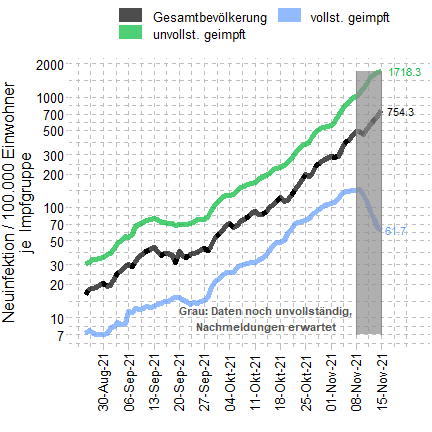 Gesamtbevölkerung vollst. geimpft
unvollst. geimpft
Neuinfektion / 100.000 Einwohner
je Impfgruppe
2000
1000
700
500
300
200
100
70
50
30
20
10
7
1718.3
754.3
61.7
Grau: Daten noch unvollständig,
Nachmeldungen erwartet
30-Aug-21
06-Sep-21
13-Sep-21
20-Sep-21
27-Sep-21
04-Okt-21
11-Okt-21
18-Okt-21
25-Okt-21
01-Nov-21
08-Nov-21
15-Nov-21